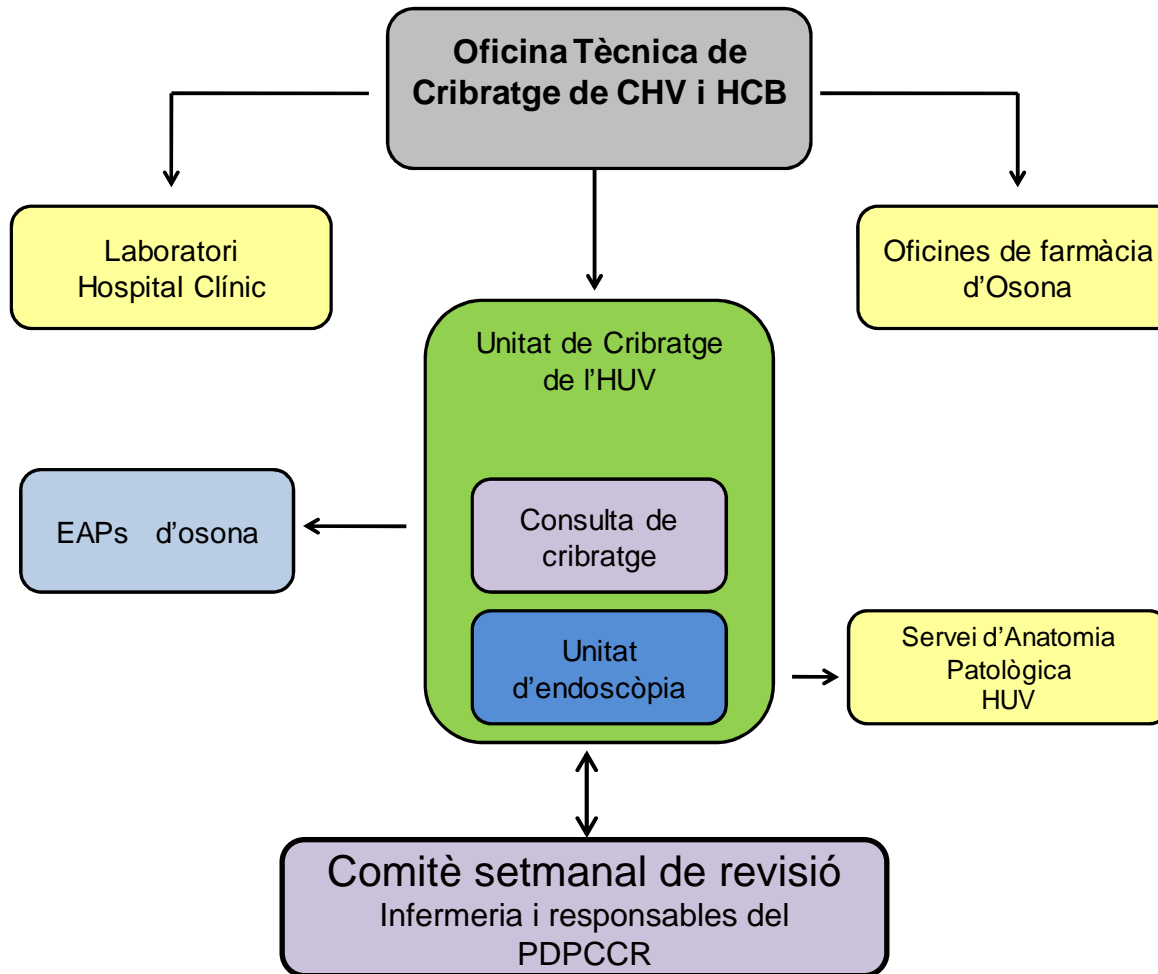 Oficina Tècnica de
Cribratge de CHV i HCB
Laboratori
Hospital Clínic
Oficines de farmàcia
d’Osona
Unitat de Cribratge
de l’HUV
EAPs d’osona
Consulta de
cribratge
Unitat
d’endoscòpia
Servei d’Anatomia
Patològica
HUV
Comitè setmanal de revisió
Infermeria i responsables del
PDPCCR